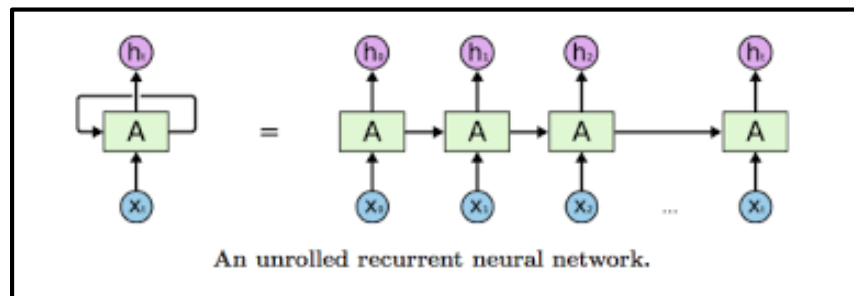 hₜ h₀ h₁ h₂ hₜ
A = A A A A
xₜ x₀ x₁ x₂ ... xₜ
An unrolled recurrent neural network.